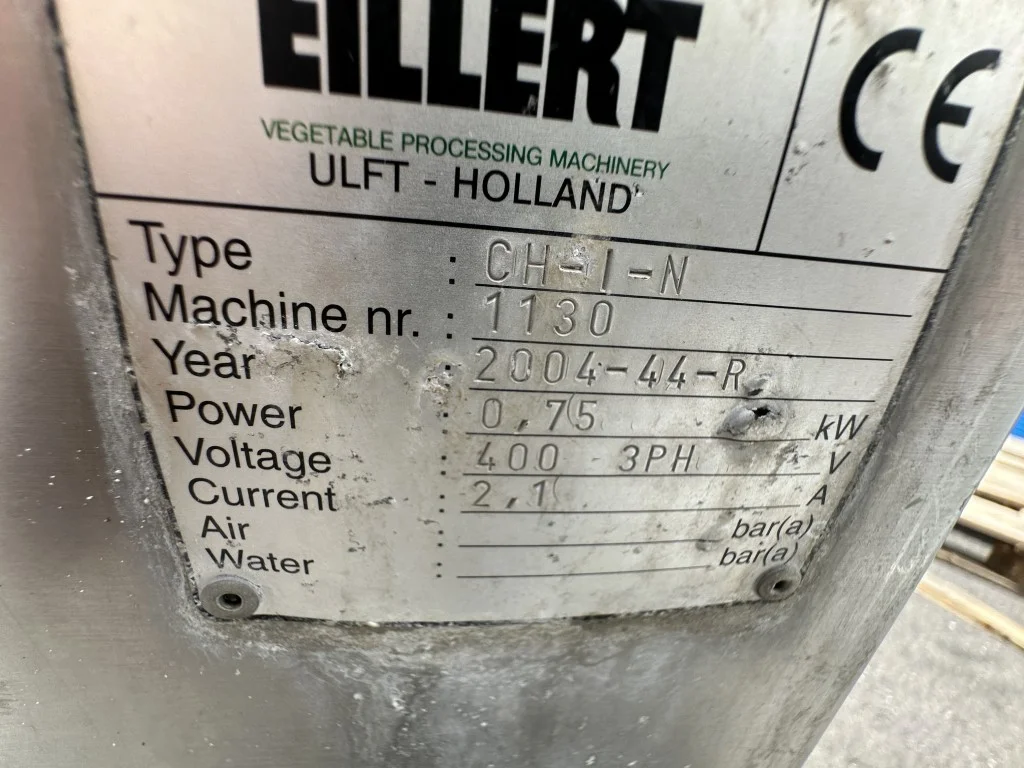 EILLERT
CE
VEGETABLE PROCESSING MACHINERY
ULFT - HOLLAND
Type : CH-1-N
Machine nr. : 1130
Year : 2004-44-R
Power : 0,75 kW
Voltage : 400 3PH V
Current : 2,1 A
Air : bar(a)
Water : bar(a)